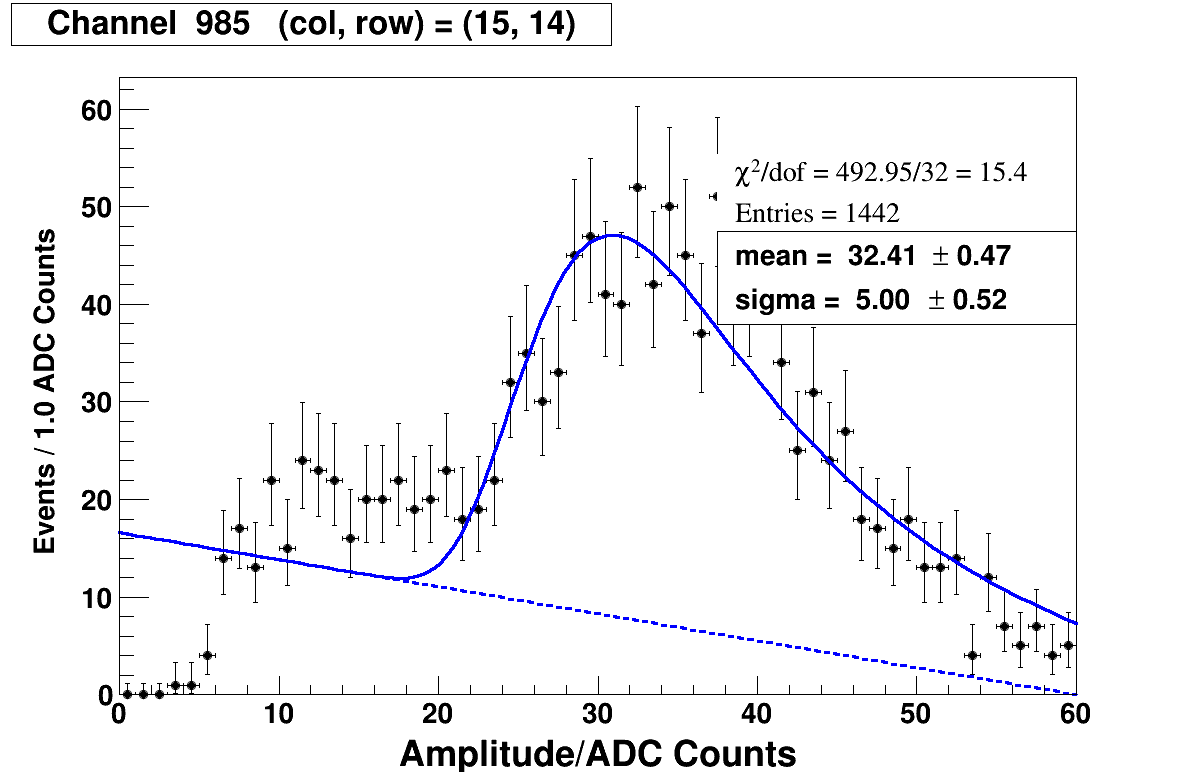 Channel 985 (col, row) = (15, 14)
Events / 1.0 ADC Counts
60
50
40
30
20
10
0
χ²/dof = 492.95/32 = 15.4
Entries = 1442
mean = 32.41 ± 0.47
sigma = 5.00 ± 0.52
0 10 20 30 40 50 60
Amplitude/ADC Counts